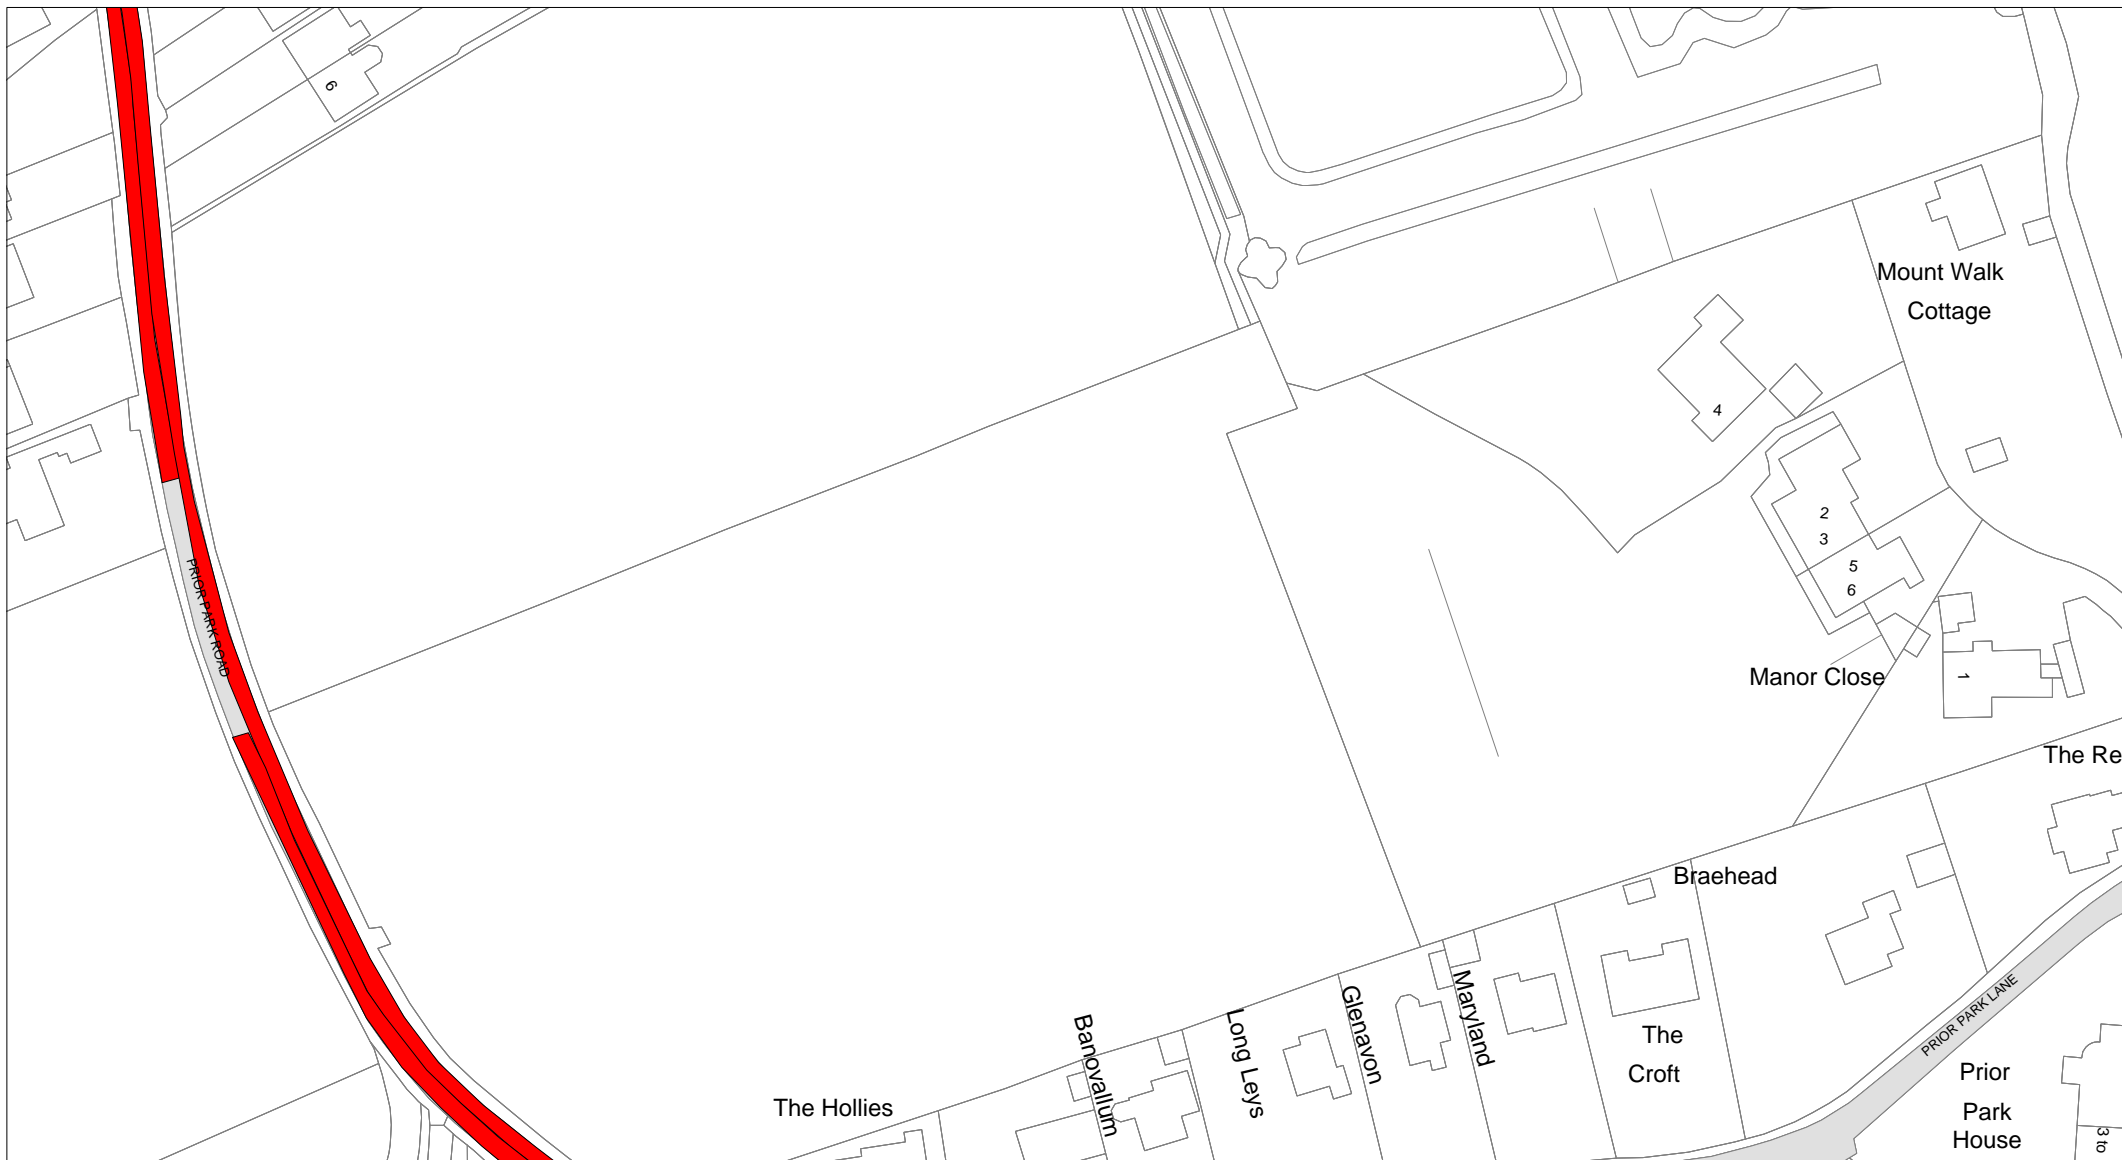 6
Mount Walk
Cottage
4
2
3
5
6
PRIOR PARK ROAD
Manor Close
1
The Re
Braehead
Maryland
Glenavon
Long Leys
Banovallum
The Hollies
The
Croft
PRIOR PARK LANE
Prior
Park
House
3 to